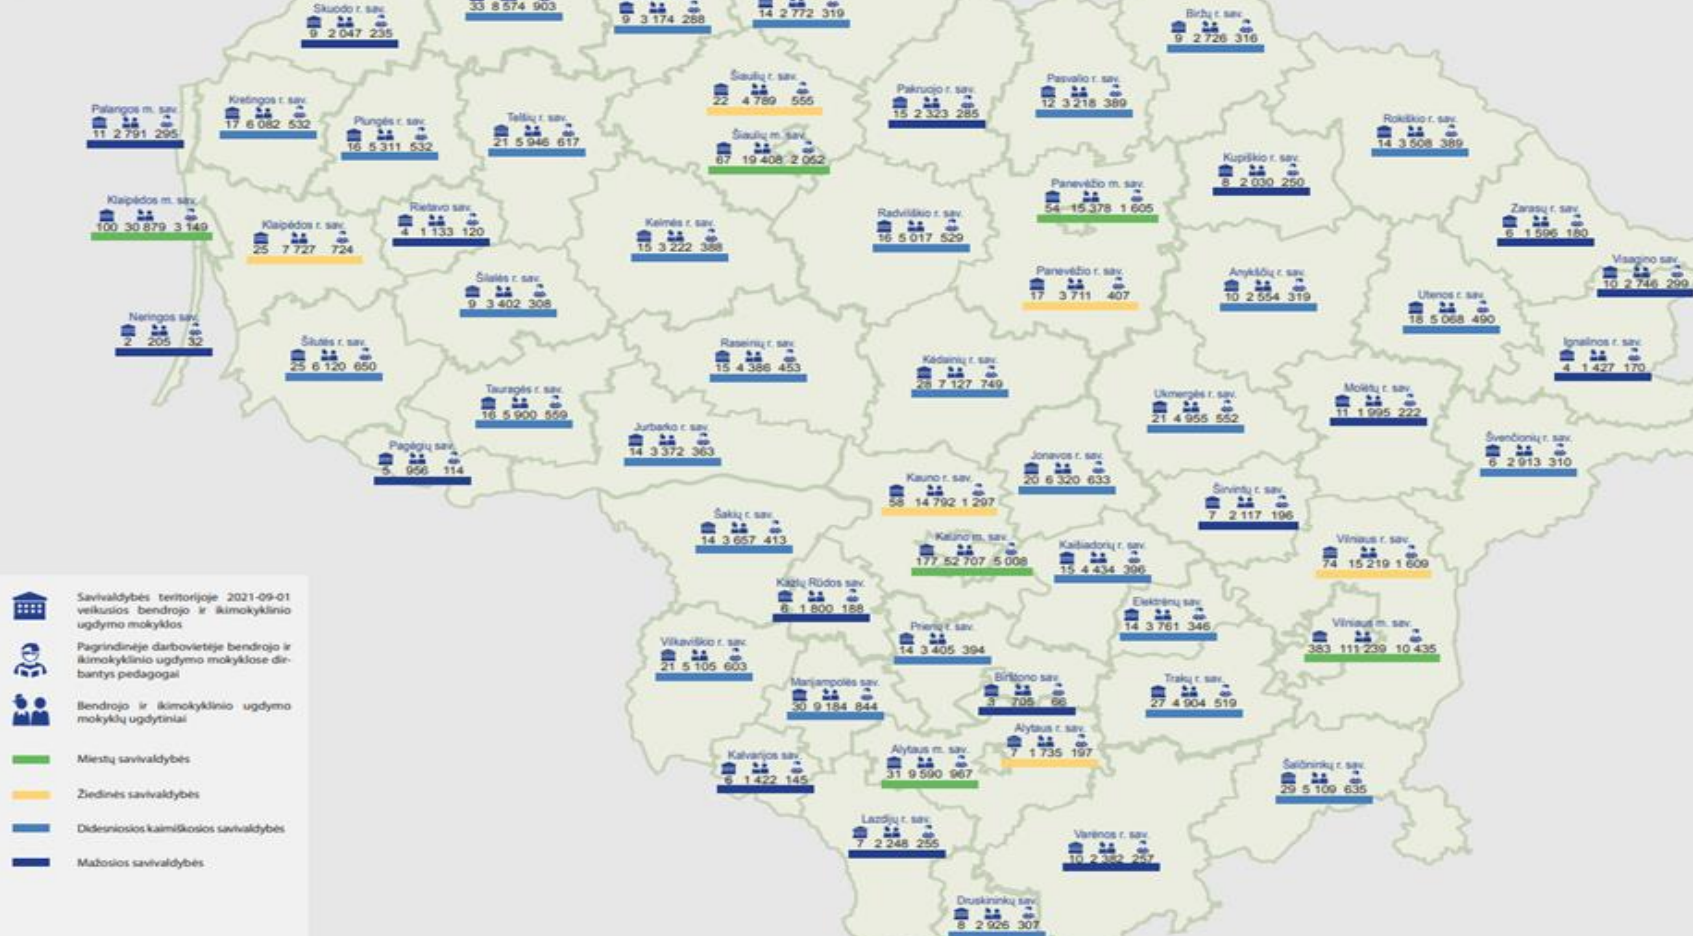 33 8 574 903
Skuodo r. sav.
9 2 047 235
9 3 174 288
14 2 772 319
Biržų r. sav.
9 2 726 316
Šiaulių r. sav.
22 4 789 555
Pakruojo r. sav.
15 2 323 285
Pasvalio r. sav.
12 3 218 389
Palangos m. sav.
11 2 791 295
Kretingos r. sav.
17 6 082 532
Plungės r. sav.
16 5 311 532
Telšių r. sav.
21 5 946 617
Šiaulių m. sav.
67 19 408 2 052
Rokiškio r. sav.
14 3 508 389
Kupiškio r. sav.
8 2 030 250
Panevėžio m. sav.
54 15 378 1 605
Klaipėdos m. sav.
100 30 879 3 149
Klaipėdos r. sav.
25 7 727 724
Rietavo sav.
4 1 133 120
Kelmės r. sav.
15 3 222 388
Radviliškio r. sav.
16 5 017 529
Zarasų r. sav.
6 1 596 180
Visagino sav.
10 2 746 299
Šilalės r. sav.
9 3 402 308
Panevėžio r. sav.
17 3 711 407
Anykščių r. sav.
10 2 554 319
Utenos r. sav.
18 5 068 490
Neringos sav.
2 205 32
Šilutės r. sav.
25 6 120 650
Raseinių r. sav.
15 4 386 453
Kėdainių r. sav.
28 7 127 749
Ignalinos r. sav.
4 1 427 170
Tauragės r. sav.
16 5 900 559
Ukmergės r. sav.
21 4 955 552
Molėtų r. sav.
11 1 995 222
Pagėgių sav.
5 956 114
Jurbarko r. sav.
14 3 372 363
Švenčionių r. sav.
6 2 913 310
Kauno r. sav.
58 14 792 1 297
Jonavos r. sav.
20 6 320 633
Širvintų r. sav.
7 2 117 196
Šakių r. sav.
14 3 657 413
Kauno m. sav.
177 52 707 5 008
Kaišiadorių r. sav.
15 4 434 396
Vilniaus r. sav.
74 15 219 1 609
Kazlų Rūdos sav.
6 1 800 188
Elektrėnų sav.
14 3 761 346
Vilniaus m. sav.
383 111 239 10 435
Vilkaviškio r. sav.
21 5 105 603
Prienų r. sav.
14 3 405 394
Marijampolės sav.
30 9 184 844
Birštono sav.
3 705 66
Trakų r. sav.
27 4 904 519
Alytaus r. sav.
7 1 735 197
Kalvarijos sav.
6 1 422 145
Alytaus m. sav.
31 9 590 967
Šalčininkų r. sav.
29 5 109 635
Lazdijų r. sav.
7 2 248 255
Varėnos r. sav.
10 2 382 257
Druskininkų sav.
8 2 926 307
Savivaldybės teritorijoje 2021-09-01
veikusios bendrojo ir ikimokyklinio
ugdymo mokyklos
Pagrindinėje darbovietėje bendrojo ir
ikimokyklinio ugdymo mokyklose dir-
bantys pedagogai
Bendrojo ir ikimokyklinio ugdymo
mokyklų ugdytiniai
Miestų savivaldybės
Žiedinės savivaldybės
Didesniosios kaimiškosios savivaldybės
Mažosios savivaldybės